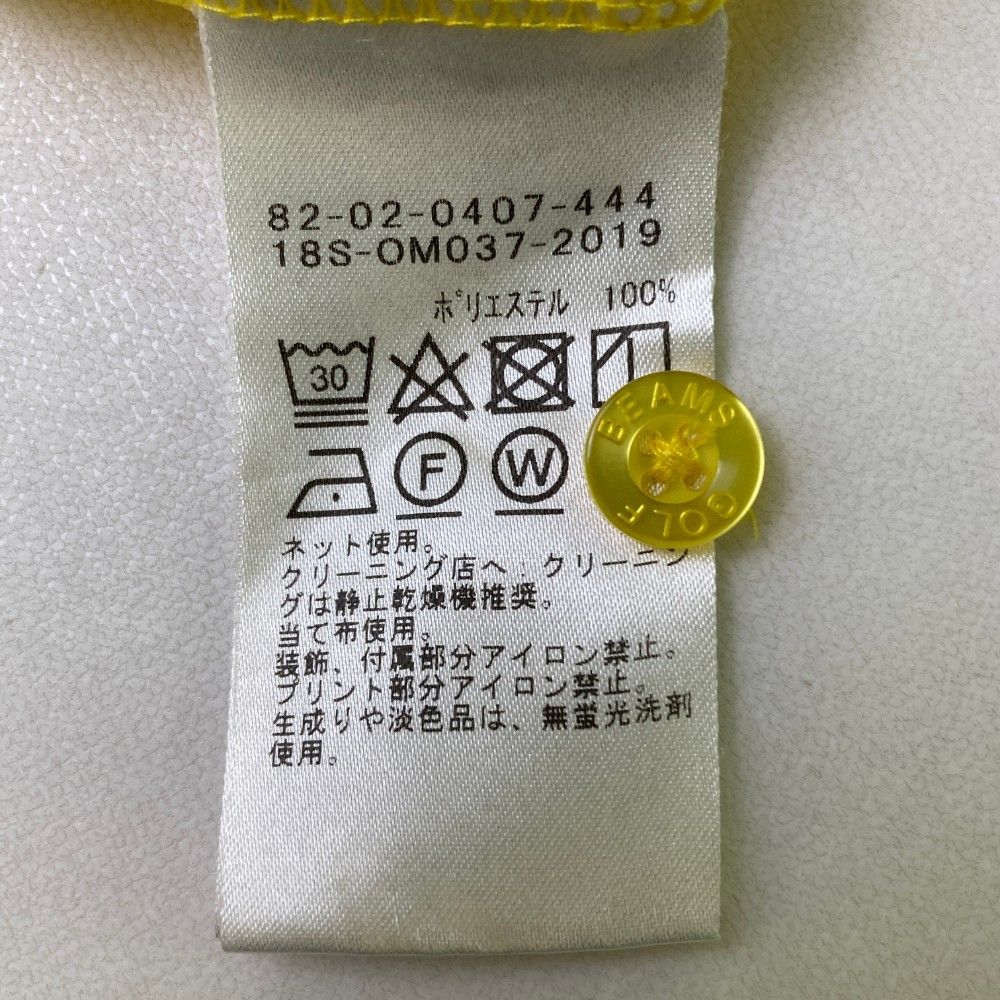 82-02-0407-444
18S-OM037-2019
ポリエステル 100%
30
F
W
BEAMS
GOLF
ネット使用。
クリーニング店へ クリーニン
グは静止乾燥機推奨。
当て布使用。
装飾、付属部分アイロン禁止。
プリント部分アイロン禁止。
生成りや淡色品は、無蛍光洗剤
使用。